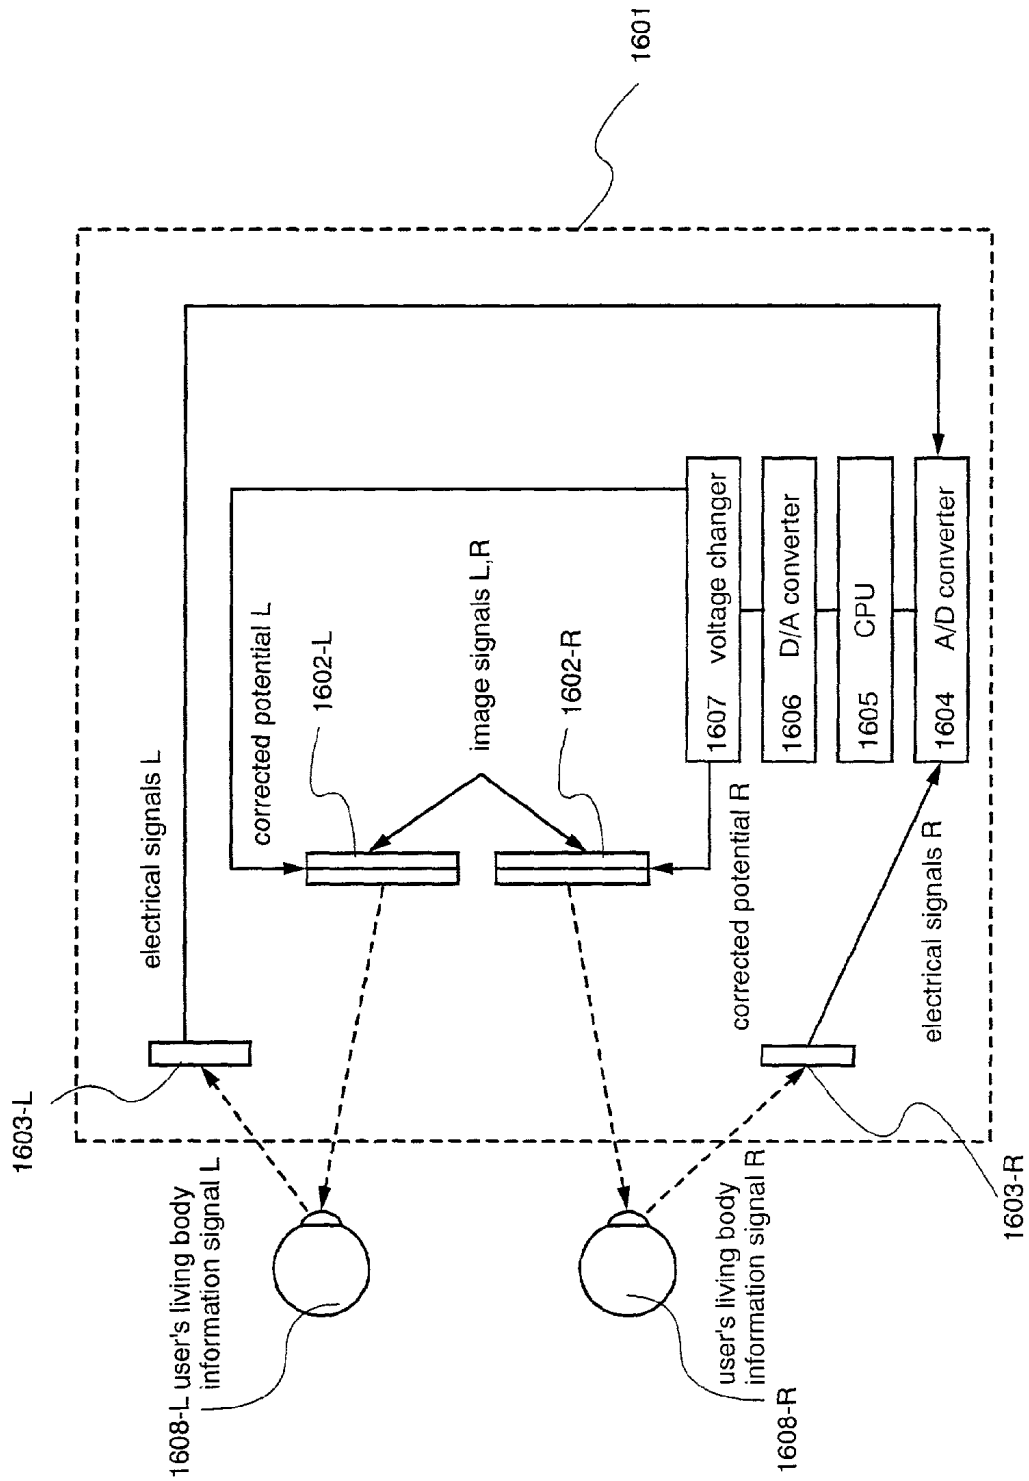 1601
electrical signals L
corrected potential L
1602-L
image signals L,R
1602-R
1607 voltage changer
1606 D/A converter
1605 CPU
1604 A/D converter
corrected potential R
electrical signals R
1603-L
1603-R
1608-L user's living body
information signal L
user's living body
information signal R
1608-R